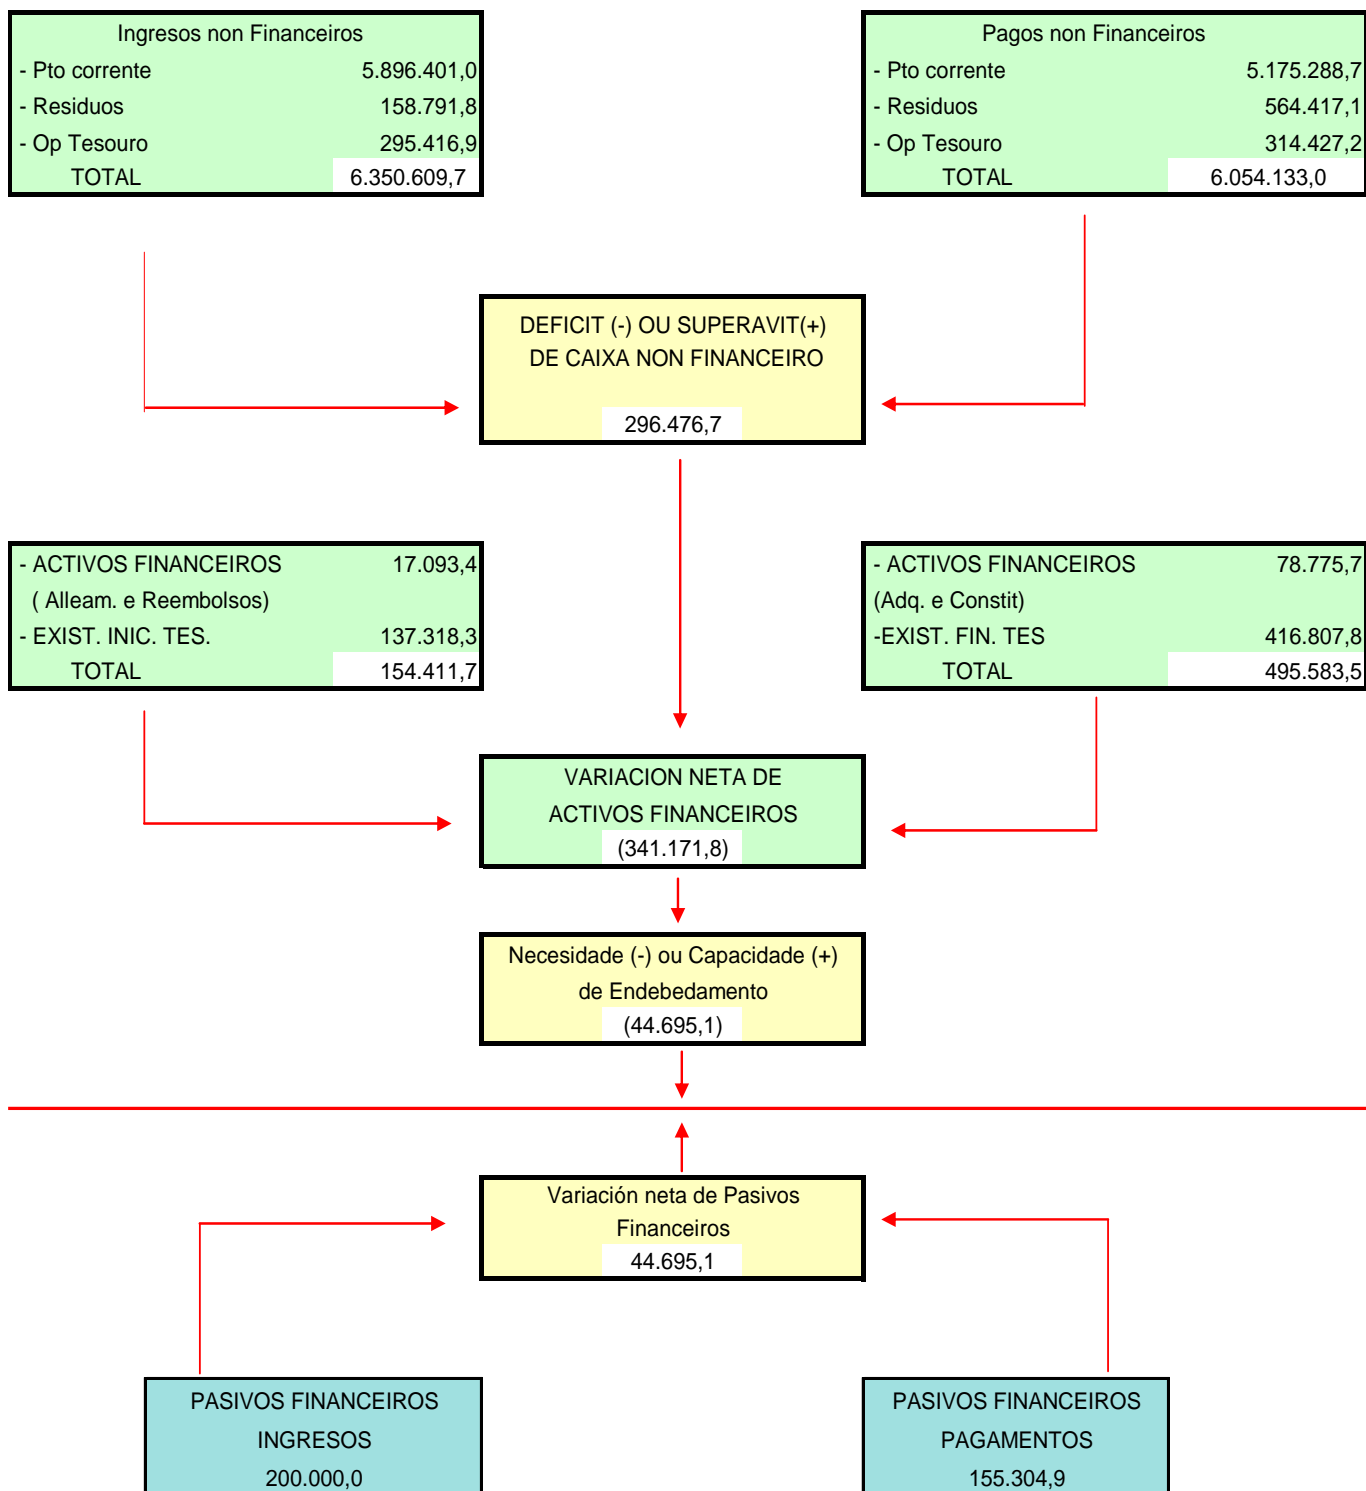 Ingresos non Financeiros
- Pto corrente 5.896.401,0
- Residuos 158.791,8
- Op Tesouro 295.416,9
TOTAL 6.350.609,7
Pagos non Financeiros
- Pto corrente 5.175.288,7
- Residuos 564.417,1
- Op Tesouro 314.427,2
TOTAL 6.054.133,0
DEFICIT (-) OU SUPERAVIT(+)
DE CAIXA NON FINANCEIRO
296.476,7
- ACTIVOS FINANCEIROS 17.093,4
( Alleam. e Reembolsos)
- EXIST. INIC. TES. 137.318,3
TOTAL 154.411,7
- ACTIVOS FINANCEIROS 78.775,7
(Adq. e Constit)
-EXIST. FIN. TES 416.807,8
TOTAL 495.583,5
VARIACION NETA DE
ACTIVOS FINANCEIROS
(341.171,8)
Necesidade (-) ou Capacidade (+)
de Endebedamento
(44.695,1)
Variación neta de Pasivos
Financeiros
44.695,1
PASIVOS FINANCEIROS
INGRESOS
200.000,0
PASIVOS FINANCEIROS
PAGAMENTOS
155.304,9